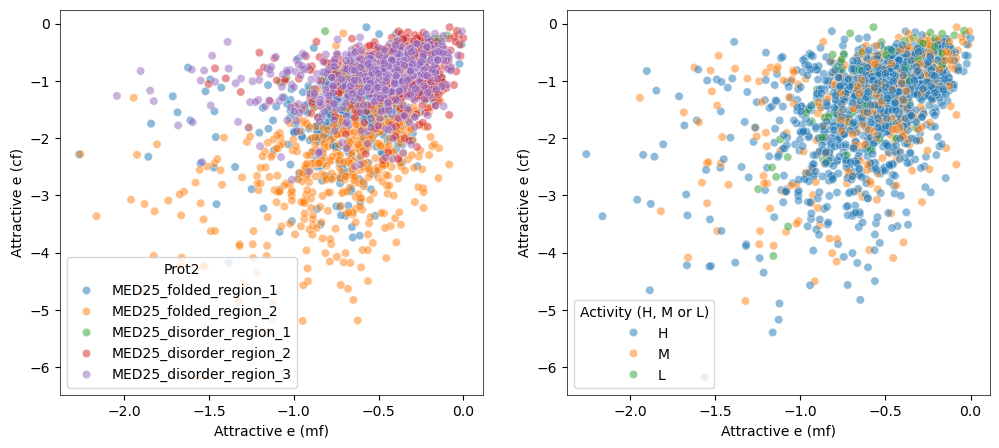 0
−1
−2
−3
−4
−5
−6
Attractive e (cf)
−2.0
−1.5
−1.0
−0.5
0.0
Attractive e (mf)
Prot2
MED25_folded_region_1
MED25_folded_region_2
MED25_disorder_region_1
MED25_disorder_region_2
MED25_disorder_region_3
0
−1
−2
−3
−4
−5
−6
Attractive e (cf)
−2.0
−1.5
−1.0
−0.5
0.0
Attractive e (mf)
Activity (H, M or L)
H
M
L